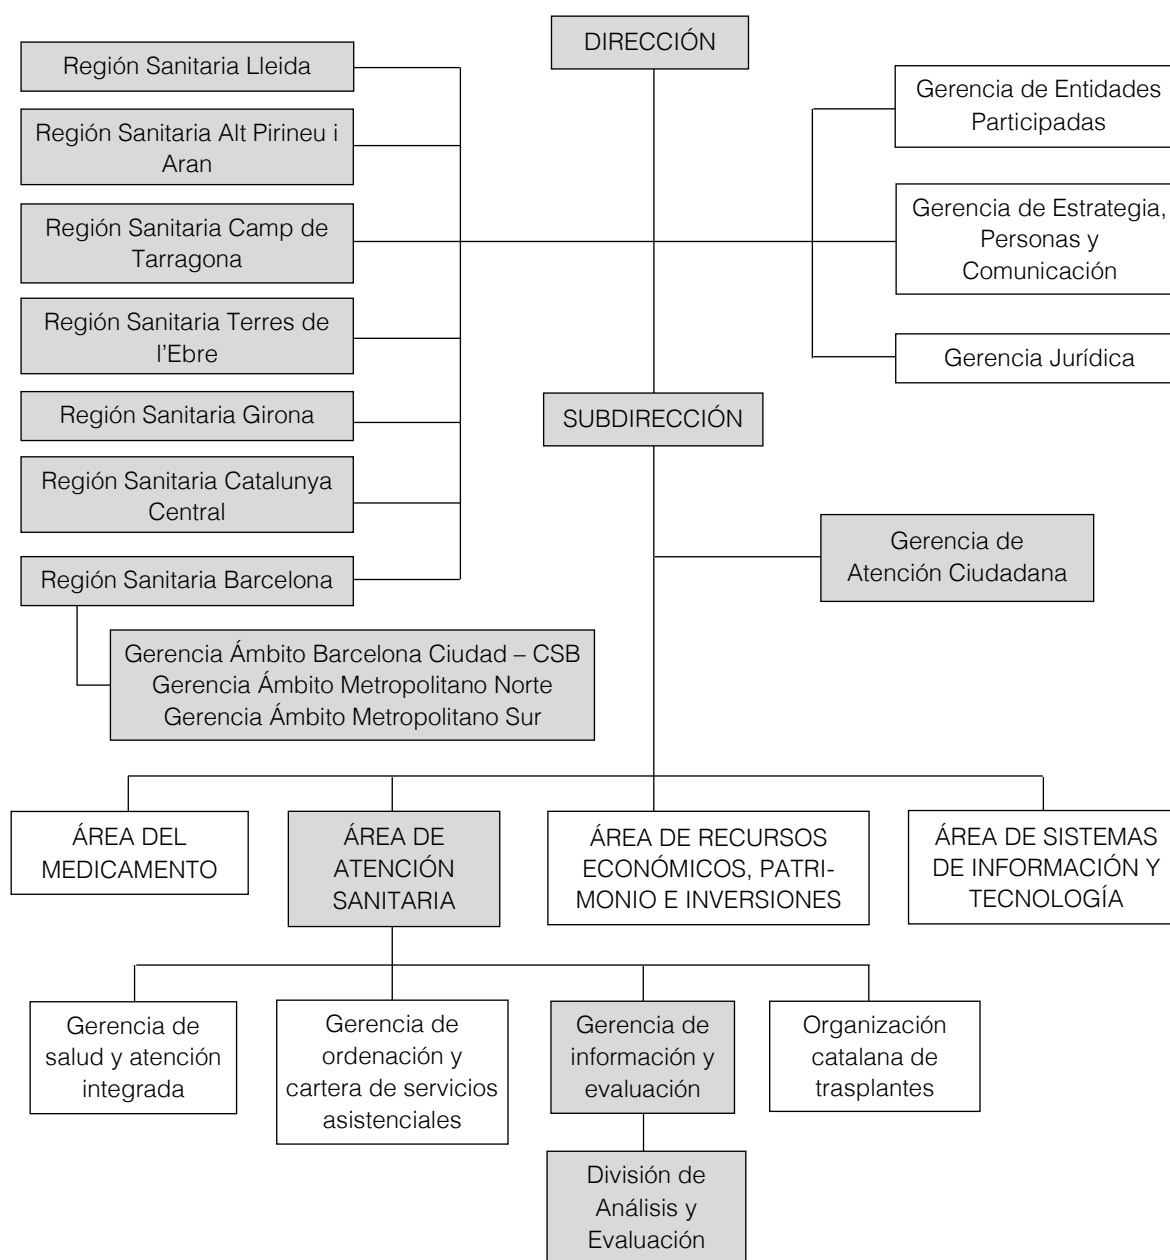 DIRECCIÓN
Región Sanitaria Lleida
Región Sanitaria Alt Pirineu i
Aran
Región Sanitaria Camp de
Tarragona
Región Sanitaria Terres de
l'Ebre
Región Sanitaria Girona
Región Sanitaria Catalunya
Central
Región Sanitaria Barcelona
Gerencia Ámbito Barcelona Ciudad – CSB
Gerencia Ámbito Metropolitano Norte
Gerencia Ámbito Metropolitano Sur
Gerencia de Entidades
Participadas
Gerencia de Estrategia,
Personas y
Comunicación
Gerencia Jurídica
SUBDIRECCIÓN
Gerencia de
Atención Ciudadana
ÁREA DEL
MEDICAMENTO
ÁREA DE
ATENCIÓN
SANITARIA
ÁREA DE RECURSOS
ECONÓMICOS, PATRI-
MONIO E INVERSIONES
ÁREA DE SISTEMAS
DE INFORMACIÓN Y
TECNOLOGÍA
Gerencia de
salud y atención
integrada
Gerencia de
ordenación y
cartera de servicios
asistenciales
Gerencia de
información y
evaluación
Organización
catalana de
trasplantes
División de
Análisis y
Evaluación